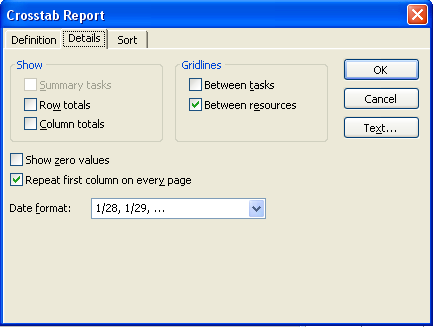 Crosstab Report
Definition Details Sort
Show
Summary tasks
Row totals
Column totals
Gridlines
Between tasks
Between resources
OK
Cancel
Text...
Show zero values
Repeat first column on every page
Date format: 1/28, 1/29, ...